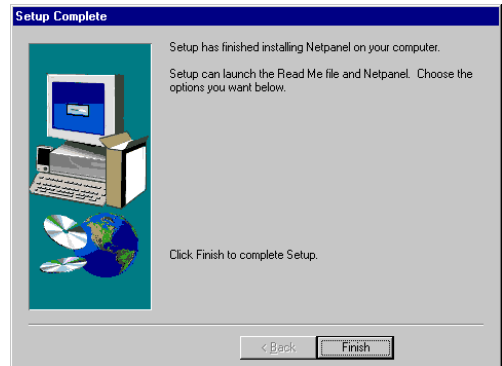 Setup Complete
Setup has finished installing Netpanel on your computer.
Setup can launch the Read Me file and Netpanel. Choose the
options you want below.
Click Finish to complete Setup.
< Back
Finish